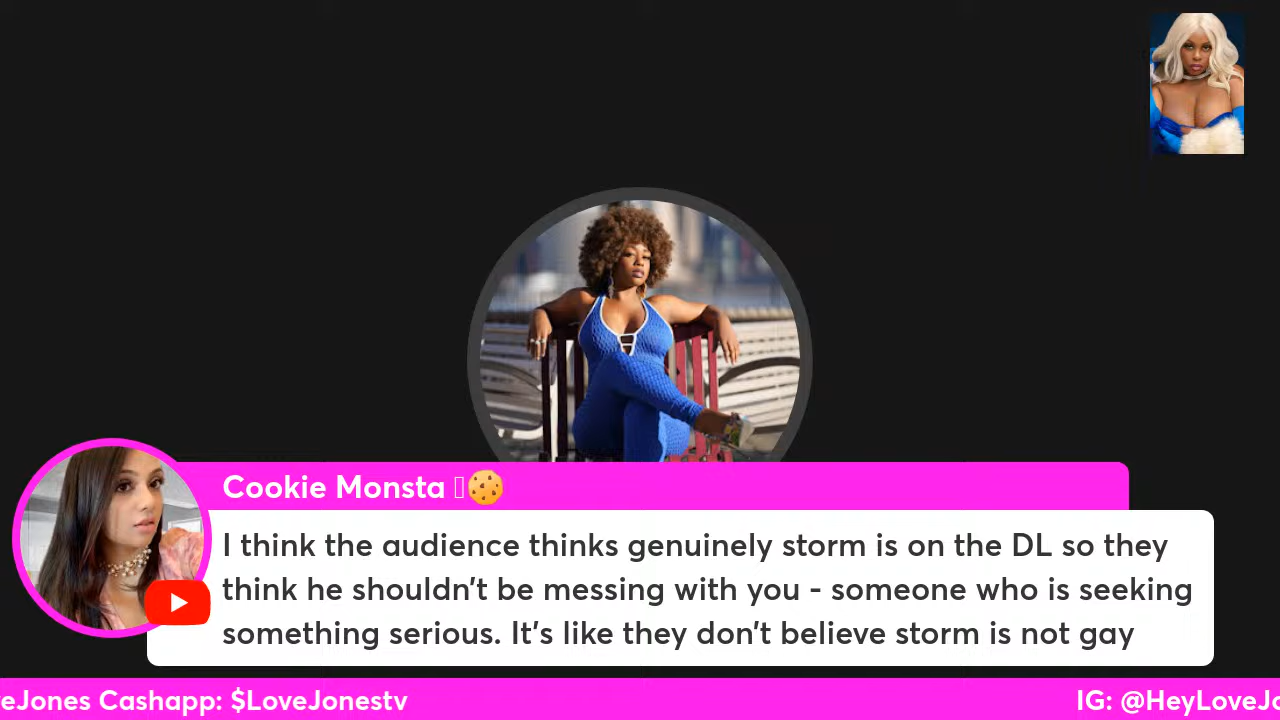 Cookie Monsta 🍪
I think the audience thinks genuinely storm is on the DL so they
think he shouldn't be messing with you - someone who is seeking
something serious. It's like they don't believe storm is not gay
veJones Cashapp: $LoveJonestv
IG: @HeyLoveJo